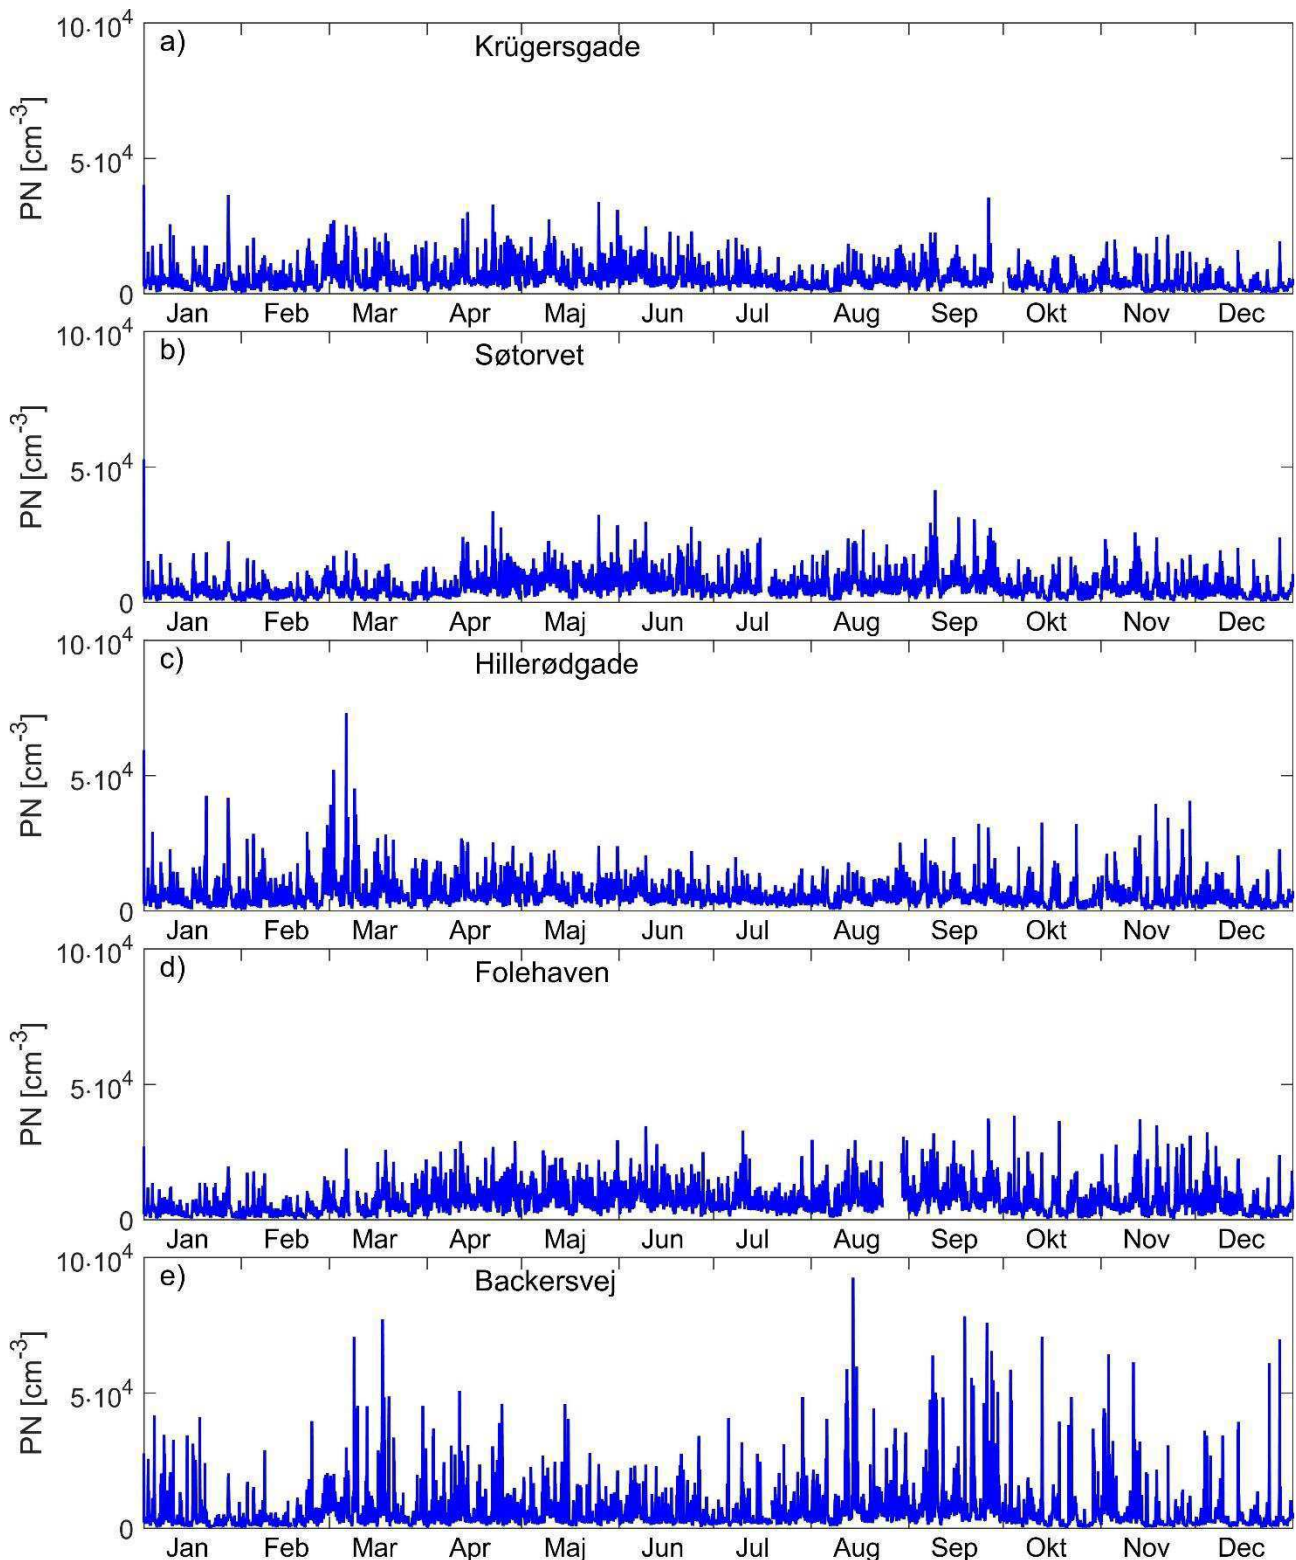 10·10⁴
a)
Krügersgade
PN [cm⁻³]
5·10⁴
0
Jan Feb Mar Apr Maj Jun Jul Aug Sep Okt Nov Dec
10·10⁴
b)
Søtorvet
PN [cm⁻³]
5·10⁴
0
Jan Feb Mar Apr Maj Jun Jul Aug Sep Okt Nov Dec
10·10⁴
c)
Hillerødgade
PN [cm⁻³]
5·10⁴
0
Jan Feb Mar Apr Maj Jun Jul Aug Sep Okt Nov Dec
10·10⁴
d)
Folehaven
PN [cm⁻³]
5·10⁴
0
Jan Feb Mar Apr Maj Jun Jul Aug Sep Okt Nov Dec
10·10⁴
e)
Backersvej
PN [cm⁻³]
5·10⁴
0
Jan Feb Mar Apr Maj Jun Jul Aug Sep Okt Nov Dec